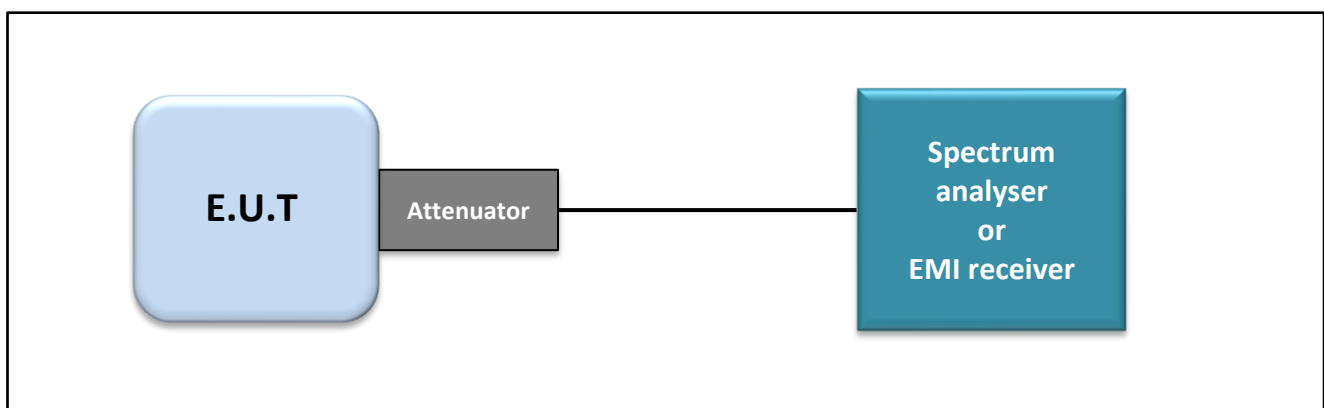 E.U.T
Attenuator
Spectrum
analyser
or
EMI receiver